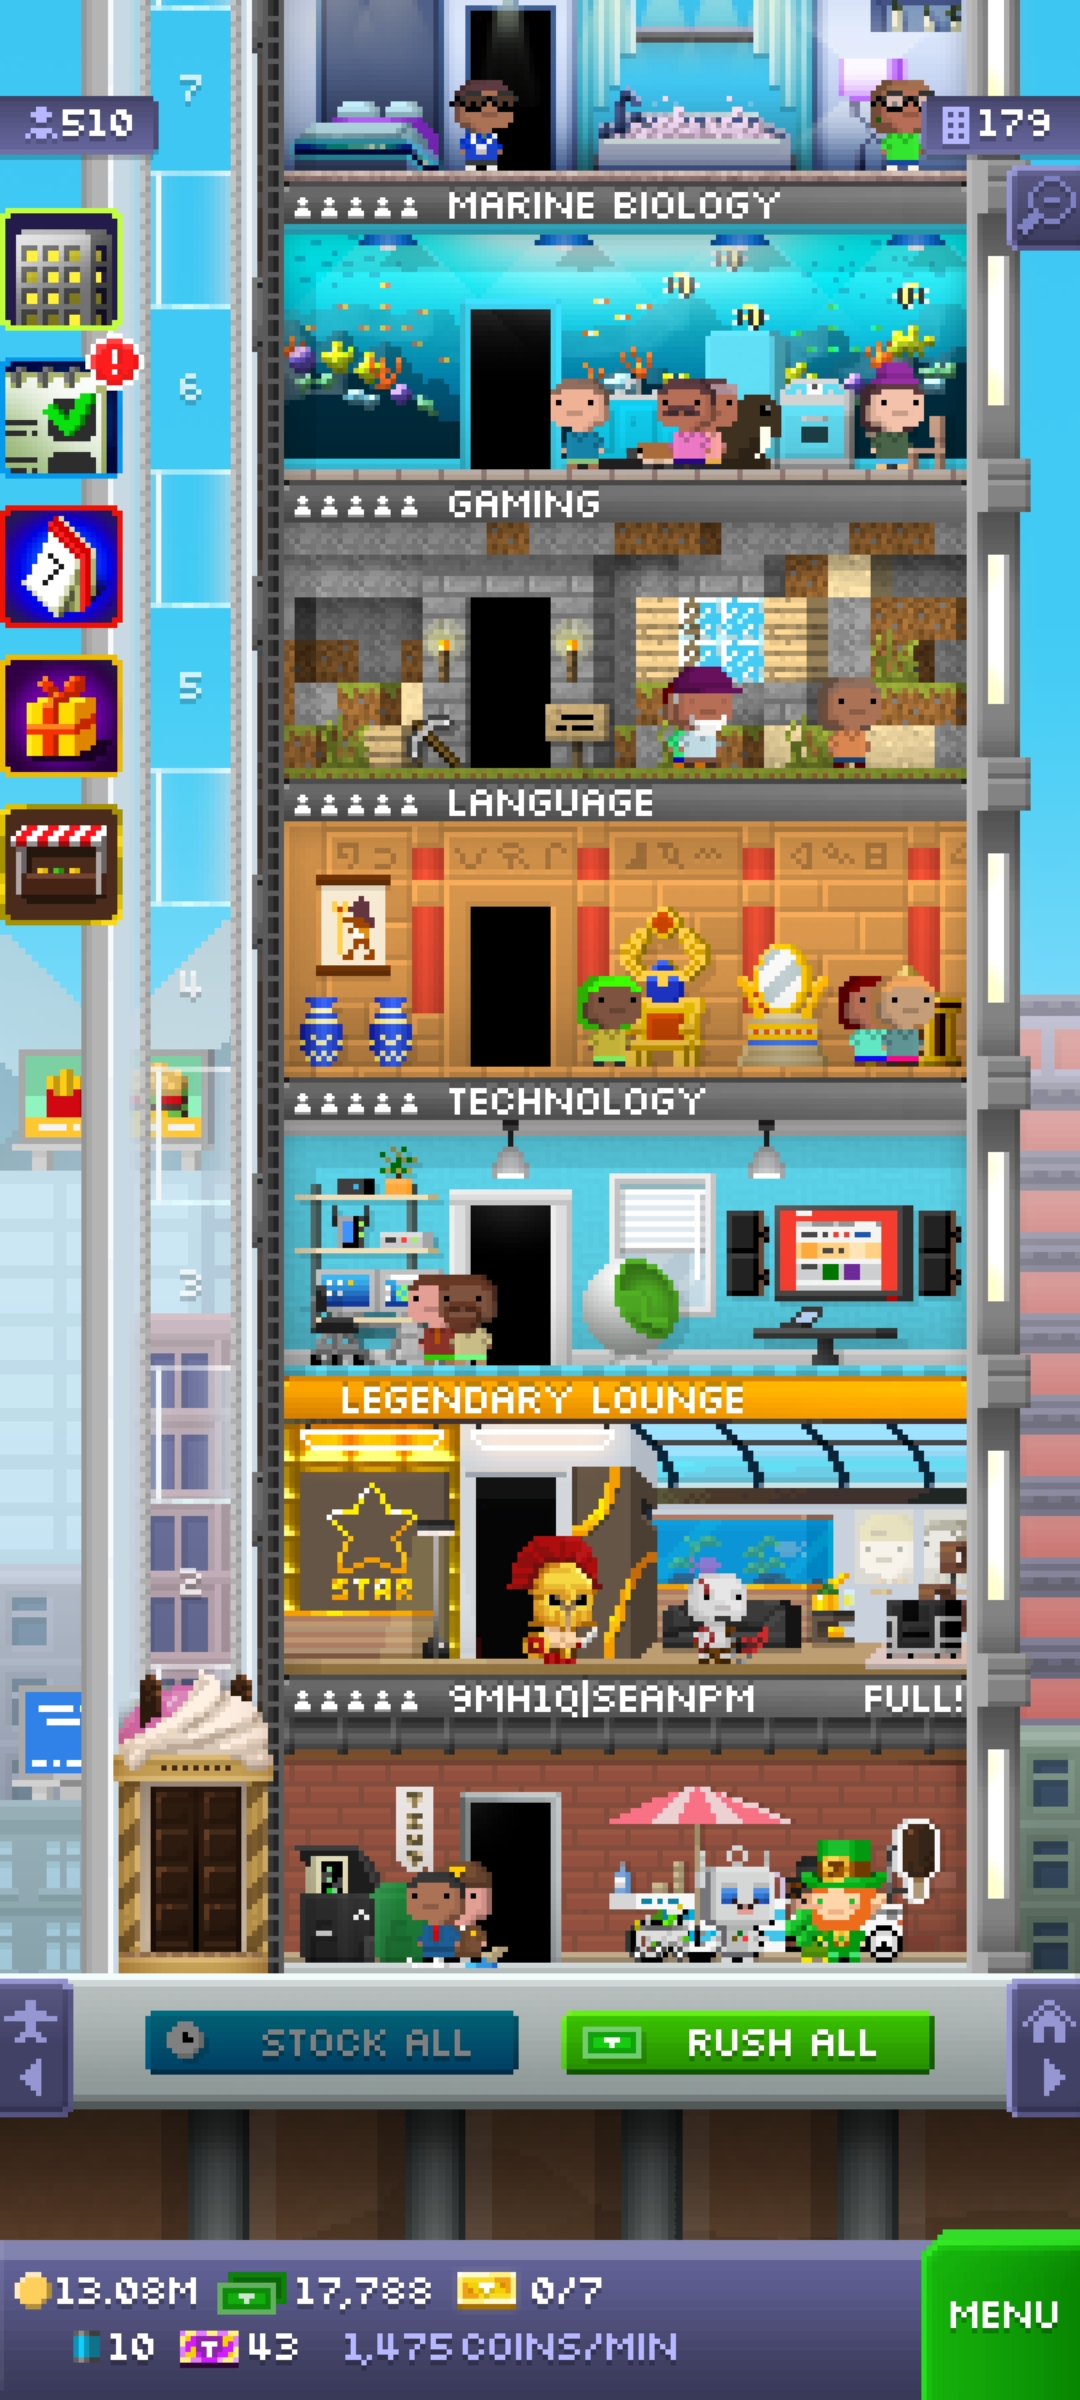 7
510
179
MARINE BIOLOGY
6
GAMING
7
5
LANGUAGE
4
TECHNOLOGY
3
LEGENDARY LOUNGE
STAR
2
9MH1Q|SEANPM FULL!
STOCK ALL
RUSH ALL
13.08M 17,788 0/7
10 43 1,475 COINS/MIN
MENU